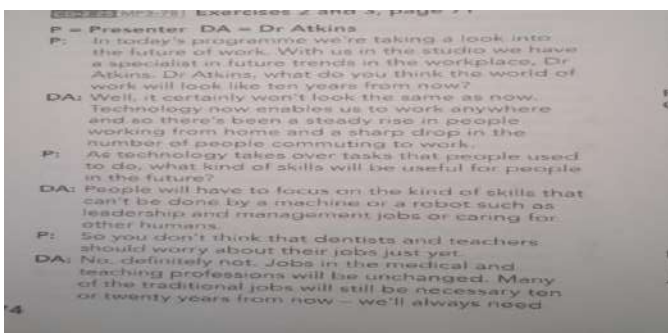 CD-2.25 MP3-78 Exercises 2 and 3, page 71
P = Presenter DA = Dr Atkins
P: In today's programme we're taking a look into
the future of work. With us in the studio we have
a specialist in future trends in the workplace, Dr
Atkins. Dr Atkins, what do you think the world of
work will look like ten years from now?
DA: Well, it certainly won't look the same as now.
Technology now enables us to work anywhere
and so there's been a steady rise in people
working from home and a sharp drop in the
number of people commuting to work.
P: As technology takes over tasks that people used
to do, what kind of skills will be useful for people
in the future?
DA: People will have to focus on the kind of skills that
can't be done by a machine or a robot such as
leadership and management jobs or caring for
other humans.
P: So you don't think that dentists and teachers
should worry about their jobs just yet.
DA: No, definitely not. Jobs in the medical and
teaching professions will be unchanged. Many
of the traditional jobs will still be necessary ten
or twenty years from now – we'll always need